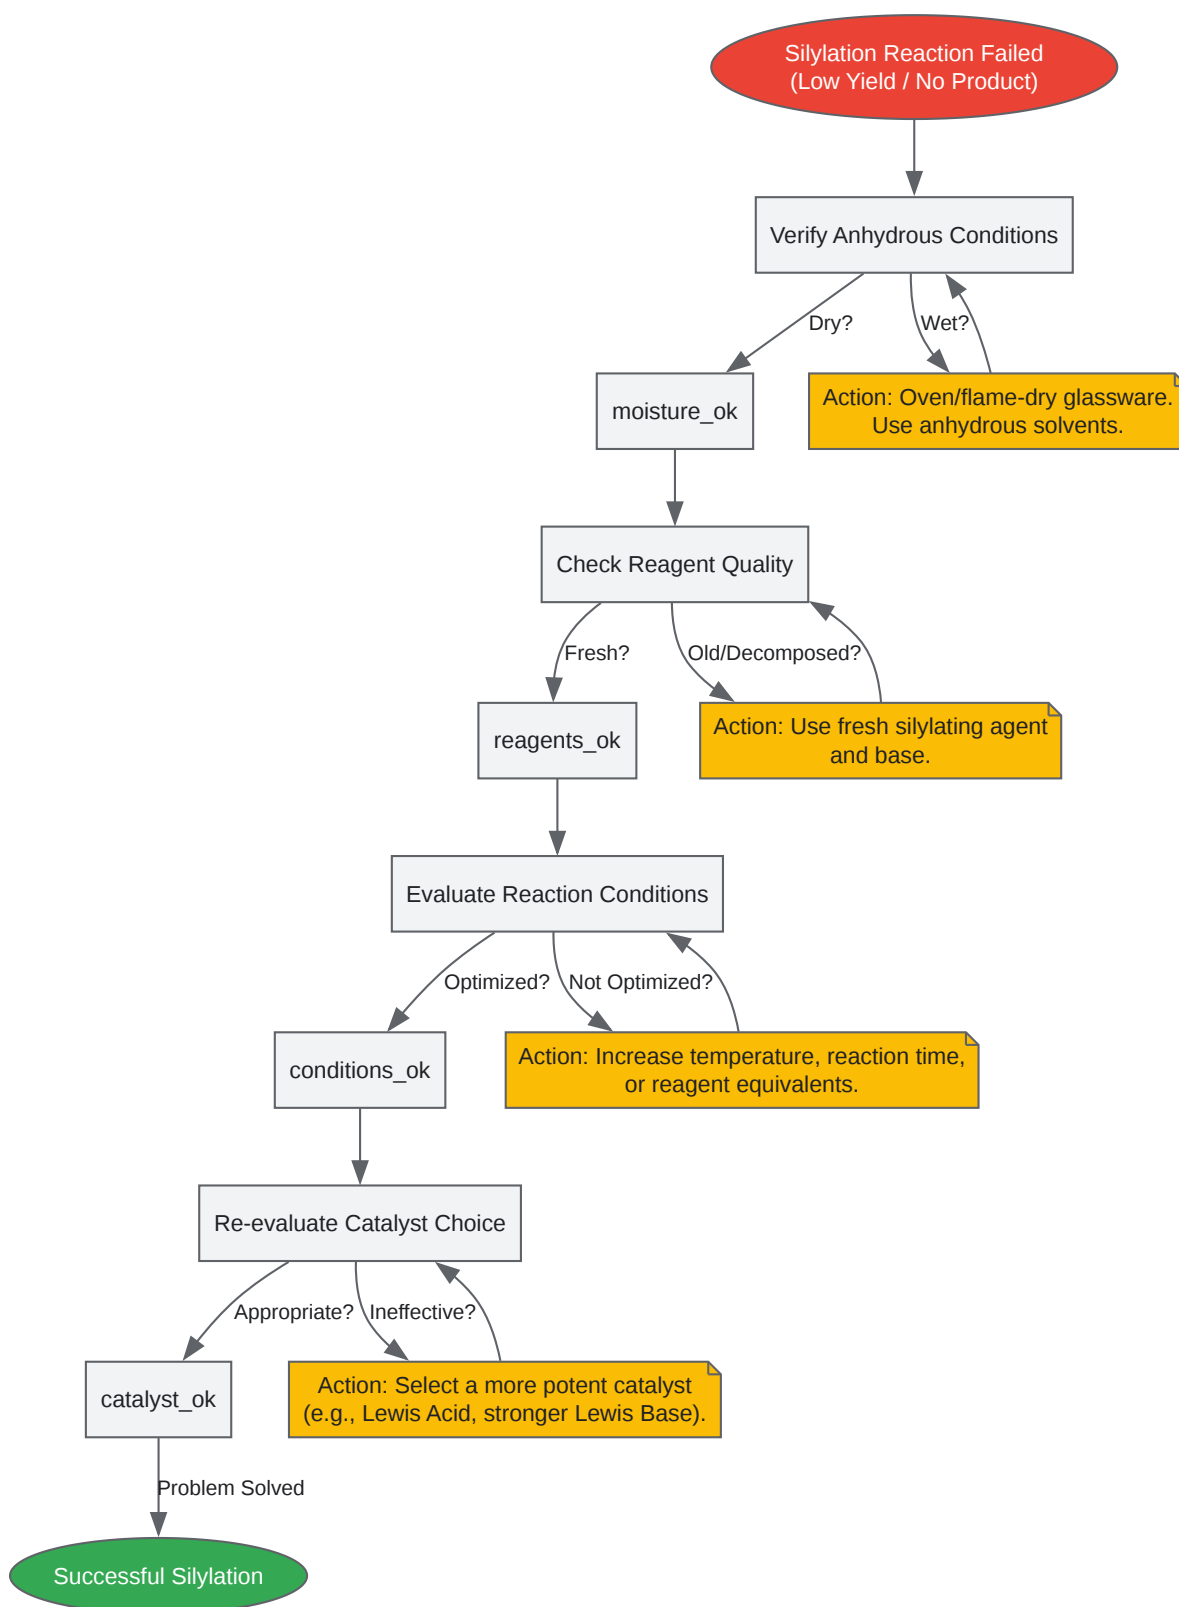 Silylation Reaction Failed
(Low Yield / No Product)
Verify Anhydrous Conditions
Dry?
Wet?
moisture_ok
Action: Oven/flame-dry glassware.
Use anhydrous solvents.
Check Reagent Quality
Fresh?
Old/Decomposed?
reagents_ok
Action: Use fresh silylating agent
and base.
Evaluate Reaction Conditions
Optimized?
Not Optimized?
conditions_ok
Action: Increase temperature, reaction time,
or reagent equivalents.
Re-evaluate Catalyst Choice
Appropriate?
Ineffective?
catalyst_ok
Action: Select a more potent catalyst
(e.g., Lewis Acid, stronger Lewis Base).
Problem Solved
Successful Silylation